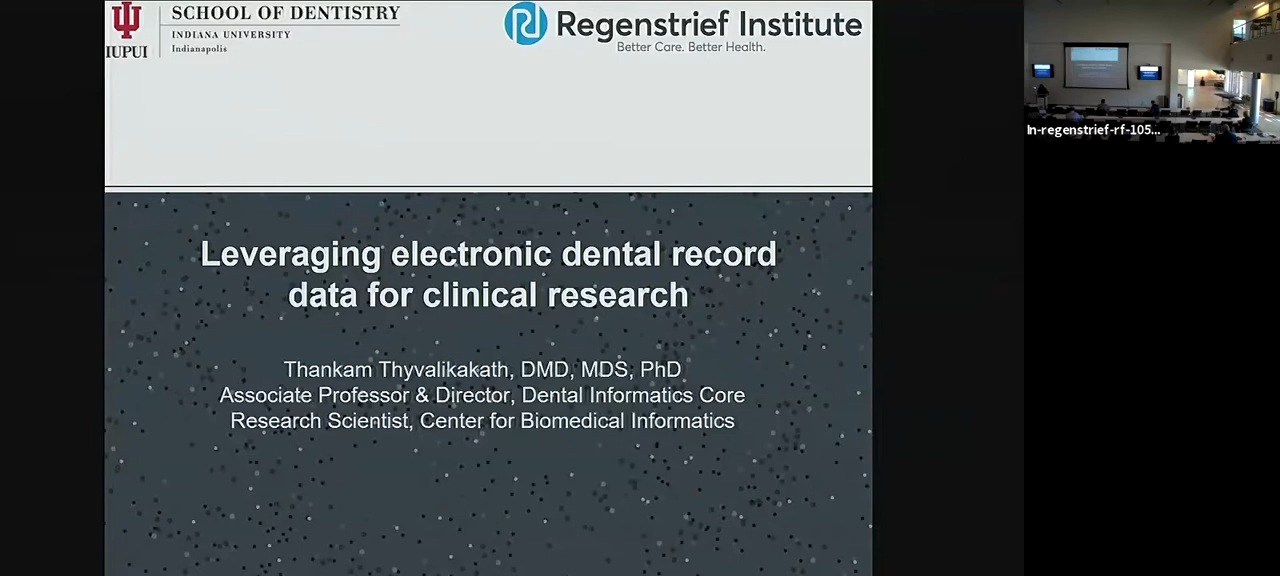 SCHOOL OF DENTISTRY
INDIANA UNIVERSITY
Indianapolis
IUPUI
Regenstrief Institute
Better Care. Better Health.
Leveraging electronic dental record
data for clinical research
Thankam Thyvalikakath, DMD, MDS, PhD
Associate Professor & Director, Dental Informatics Core
Research Scientist, Center for Biomedical Informatics
In-regenstrief-rf-105...